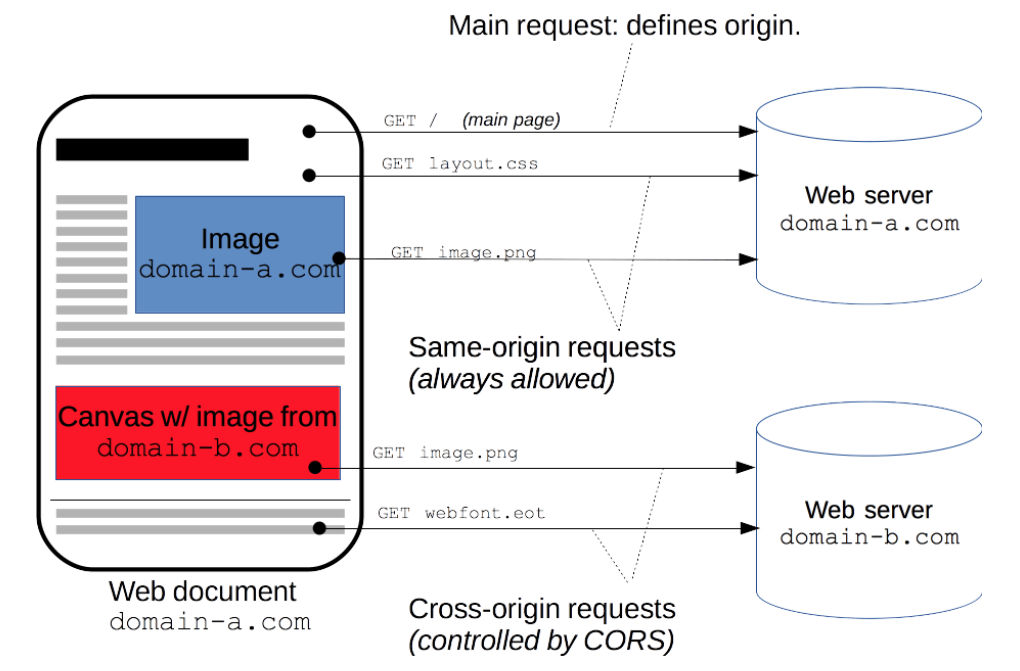 Main request: defines origin.
GET / (main page)
GET layout.css
Web server
domain-a.com
Image
domain-a.com
GET image.png
Same-origin requests
(always allowed)
Canvas w/ image from
domain-b.com
GET image.png
GET webfont.eot
Web server
domain-b.com
Web document
domain-a.com
Cross-origin requests
(controlled by CORS)